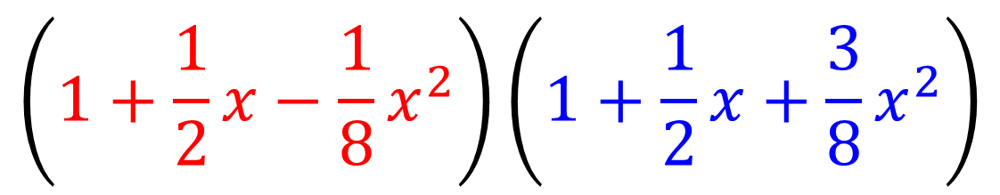 (1 + 1/2 x − 1/8 x²)(1 + 1/2 x + 3/8 x²)